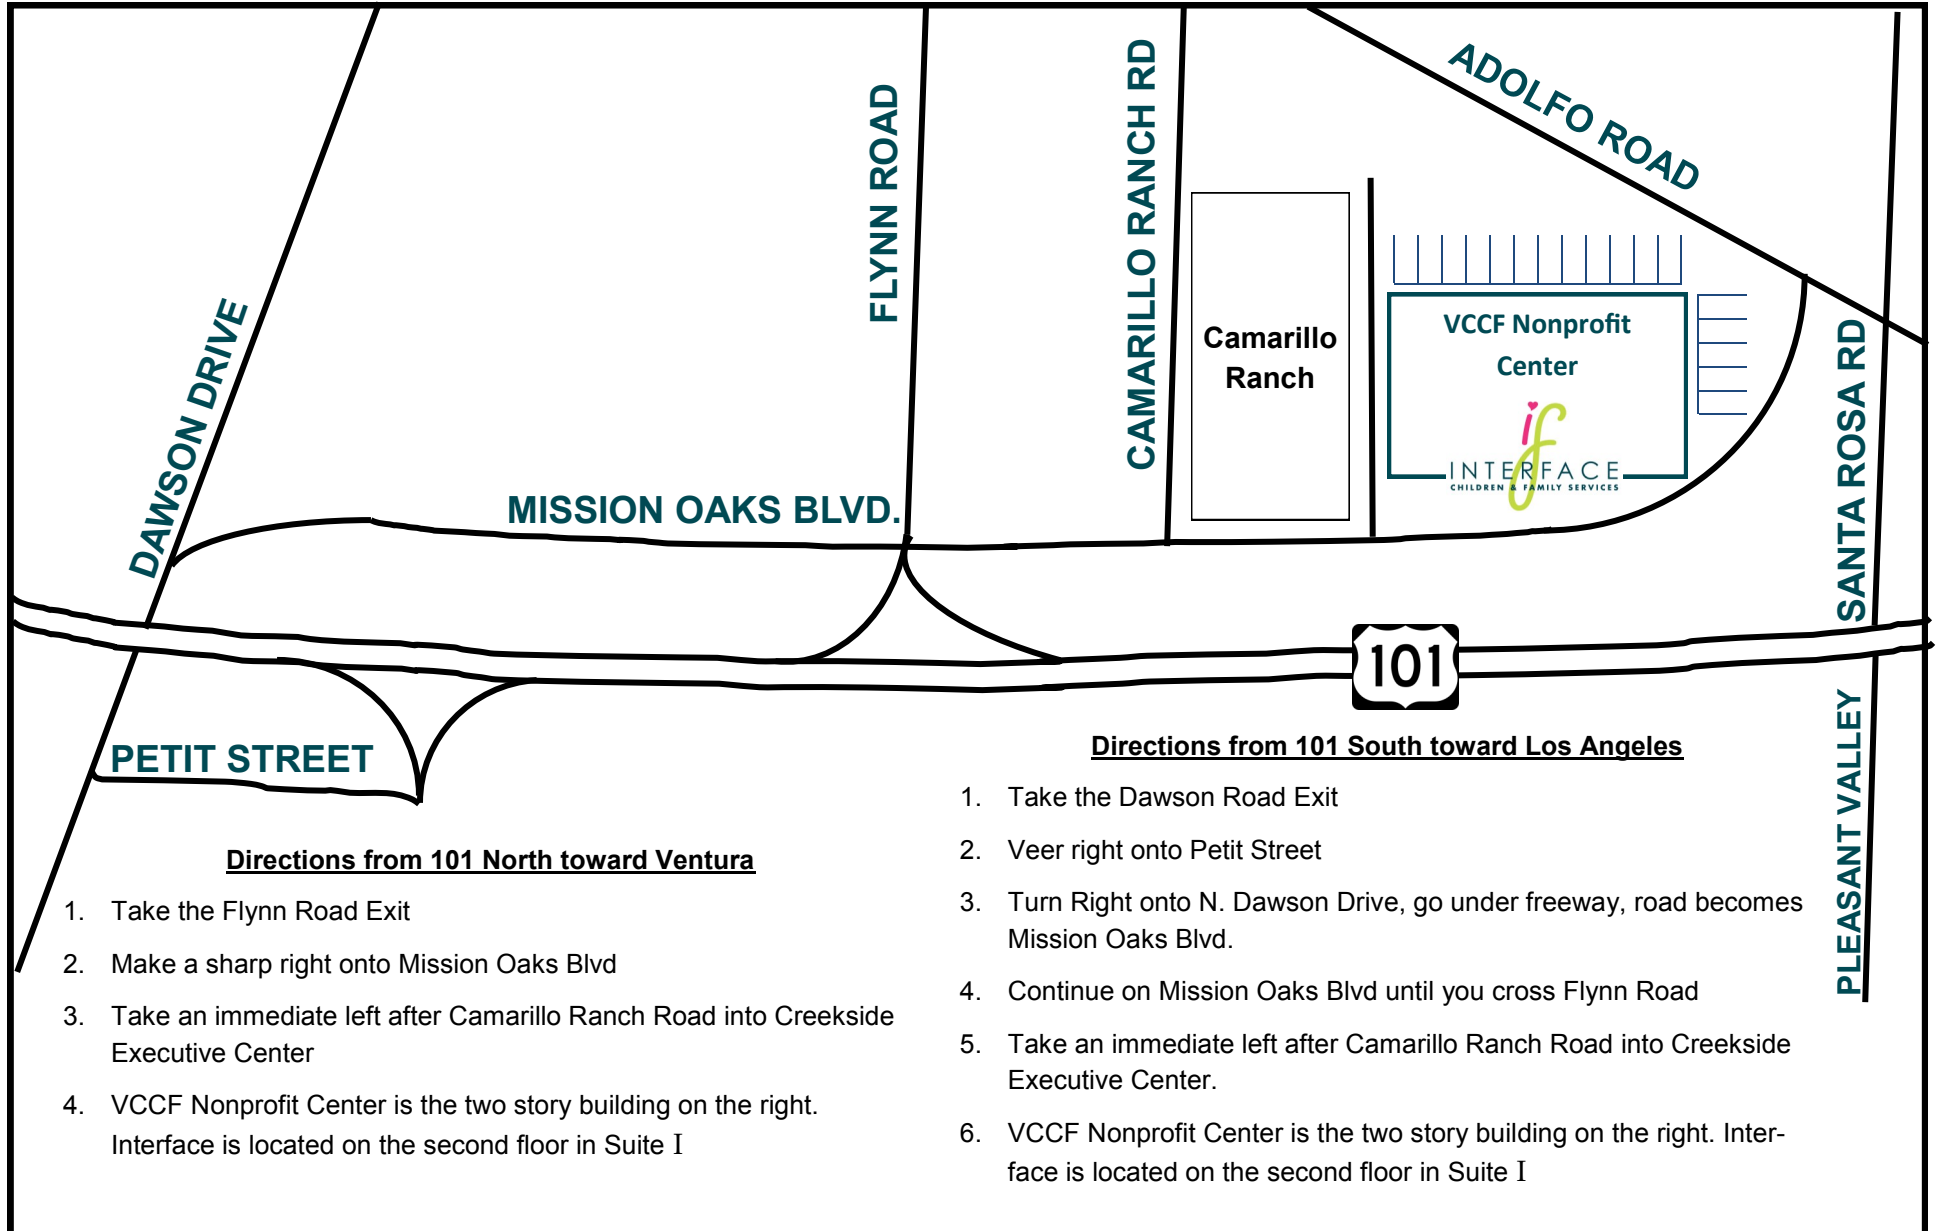 ADOLFO ROAD
FLYNN ROAD
CAMARILLO RANCH RD
DAWSON DRIVE
Camarillo
Ranch
VCCF Nonprofit
Center
if
INTERFACE
CHILDREN & FAMILY SERVICES
SANTA ROSA RD
MISSION OAKS BLVD.
101
PETIT STREET
PLEASANT VALLEY
Directions from 101 North toward Ventura
1. Take the Flynn Road Exit
2. Make a sharp right onto Mission Oaks Blvd
3. Take an immediate left after Camarillo Ranch Road into Creekside
Executive Center
4. VCCF Nonprofit Center is the two story building on the right.
Interface is located on the second floor in Suite I
Directions from 101 South toward Los Angeles
1. Take the Dawson Road Exit
2. Veer right onto Petit Street
3. Turn Right onto N. Dawson Drive, go under freeway, road becomes
Mission Oaks Blvd.
4. Continue on Mission Oaks Blvd until you cross Flynn Road
5. Take an immediate left after Camarillo Ranch Road into Creekside
Executive Center.
6. VCCF Nonprofit Center is the two story building on the right. Inter-
face is located on the second floor in Suite I